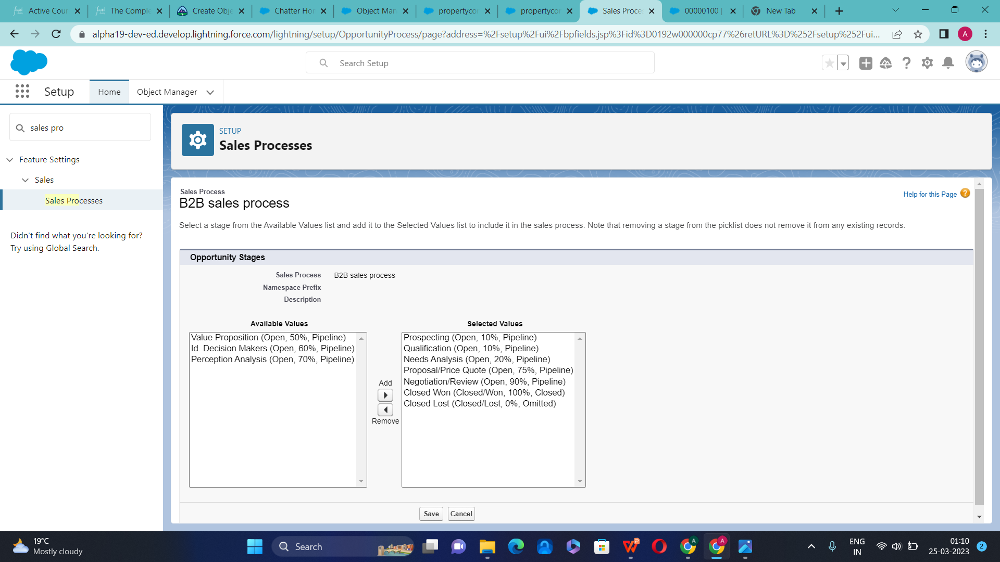 Active Cour
The Comple
Create Obje
Chatter Hor
Object Man
propertycor
propertycor
Sales Proce
00000100 |
New Tab
alpha19-dev-ed.develop.lightning.force.com/lightning/setup/OpportunityProcess/page?address=%2Fsetup%2Fui%2Fbpfields.jsp%3Fid%3D0192w000000cp77%26retURL%3D%252Fsetup%252Fui...
A
Search Setup
Setup
Home
Object Manager
sales pro
Feature Settings
Sales
Sales Processes
Didn't find what you're looking for?
Try using Global Search.
SETUP
Sales Processes
Sales Process
B2B sales process
Help for this Page ?
Select a stage from the Available Values list and add it to the Selected Values list to include it in the sales process. Note that removing a stage from the picklist does not remove it from any existing records.
Opportunity Stages
Sales Process B2B sales process
Namespace Prefix
Description
Available Values
Value Proposition (Open, 50%, Pipeline)
Id. Decision Makers (Open, 60%, Pipeline)
Perception Analysis (Open, 70%, Pipeline)
Add
Remove
Selected Values
Prospecting (Open, 10%, Pipeline)
Qualification (Open, 10%, Pipeline)
Needs Analysis (Open, 20%, Pipeline)
Proposal/Price Quote (Open, 75%, Pipeline)
Negotiation/Review (Open, 90%, Pipeline)
Closed Won (Closed/Won, 100%, Closed)
Closed Lost (Closed/Lost, 0%, Omitted)
Save
Cancel
19°C
Mostly cloudy
Search
A
A
ENG
IN
01:10
25-03-2023
2